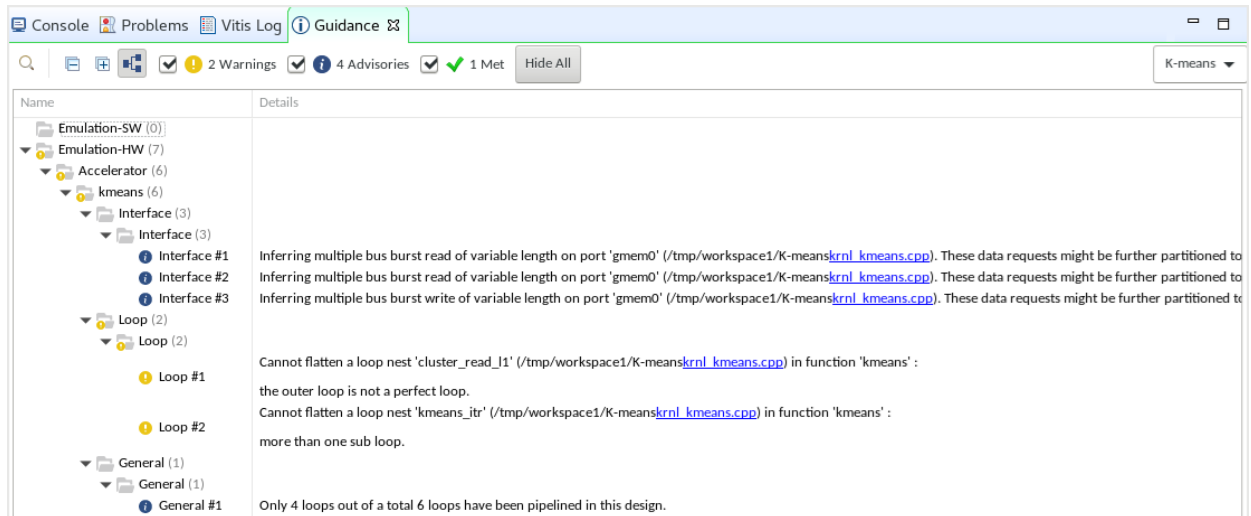 Console Problems Vitis Log Guidance
2 Warnings 4 Advisories 1 Met Hide All K-means
Name Details
Emulation-SW (0)
Emulation-HW (7)
Accelerator (6)
kmeans (6)
Interface (3)
Interface (3)
Interface #1 Inferring multiple bus burst read of variable length on port 'gmem0' (/tmp/workspace1/K-meanskrnl_kmeans.cpp). These data requests might be further partitioned to
Interface #2 Inferring multiple bus burst read of variable length on port 'gmem0' (/tmp/workspace1/K-meanskrnl_kmeans.cpp). These data requests might be further partitioned to
Interface #3 Inferring multiple bus burst write of variable length on port 'gmem0' (/tmp/workspace1/K-meanskrnl_kmeans.cpp). These data requests might be further partitioned to
Loop (2)
Loop (2)
Cannot flatten a loop nest 'cluster_read_l1' (/tmp/workspace1/K-meanskrnl_kmeans.cpp) in function 'kmeans' :
Loop #1
the outer loop is not a perfect loop.
Cannot flatten a loop nest 'kmeans_itr' (/tmp/workspace1/K-meanskrnl_kmeans.cpp) in function 'kmeans' :
Loop #2
more than one sub loop.
General (1)
General (1)
General #1 Only 4 loops out of a total 6 loops have been pipelined in this design.